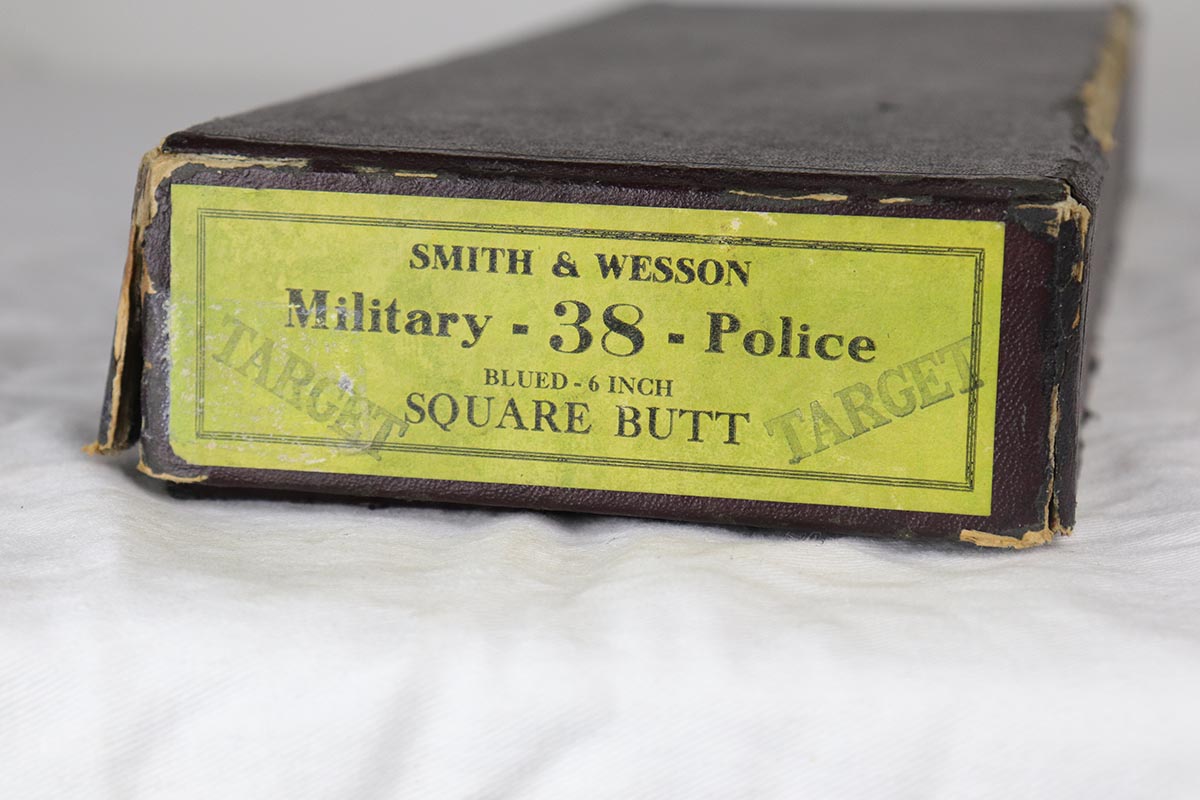 SMITH & WESSON
Military - 38 - Police
BLUED - 6 INCH
SQUARE BUTT
TARGET
TARGET